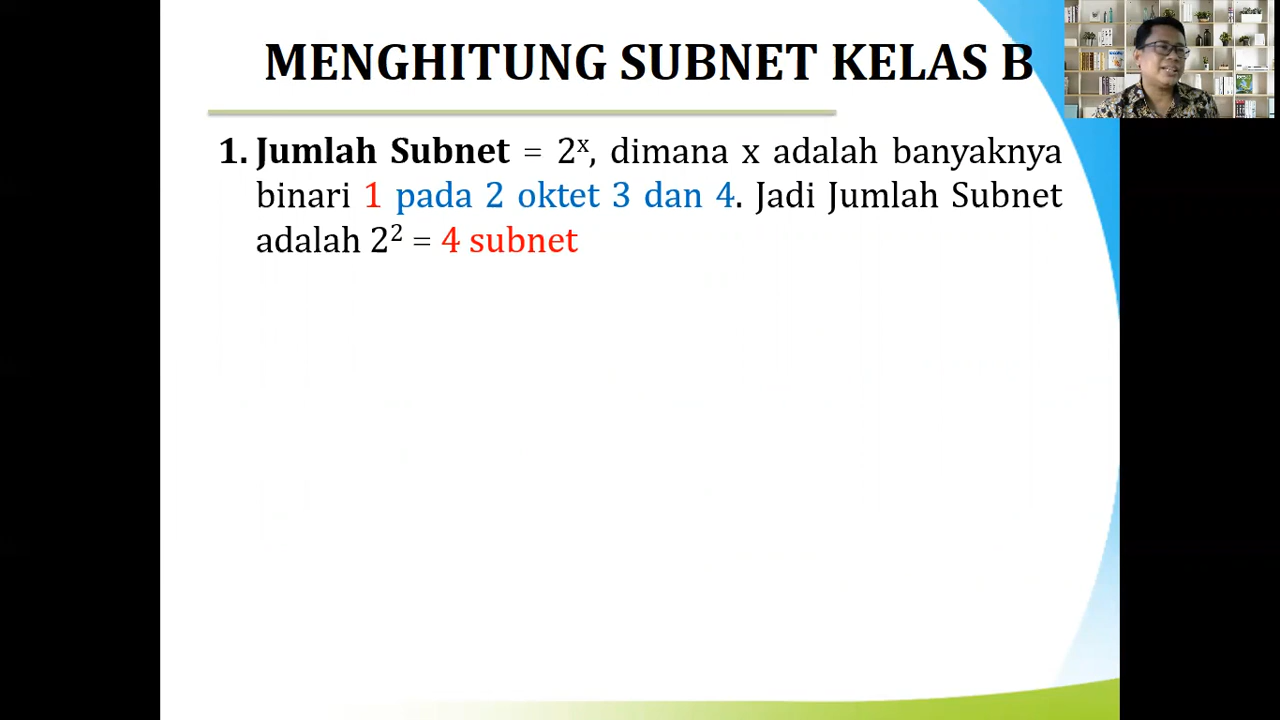 MENGHITUNG SUBNET KELAS B
1. Jumlah Subnet = 2ˣ, dimana x adalah banyaknya
binari 1 pada 2 oktet 3 dan 4. Jadi Jumlah Subnet
adalah 2² = 4 subnet